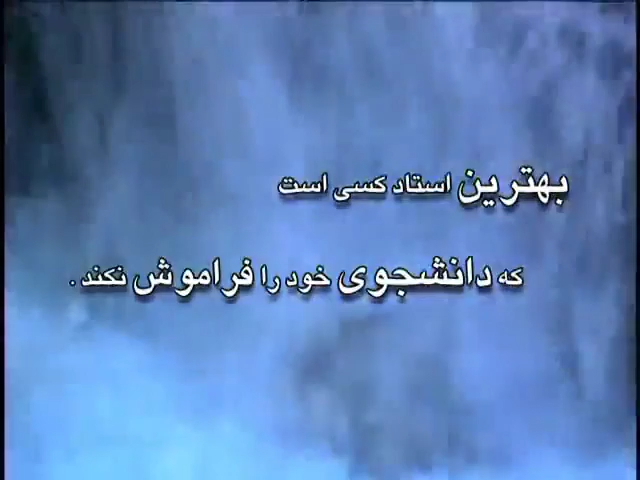 بهترین استاد کسی است
که دانشجوی خود را فراموش نکند .